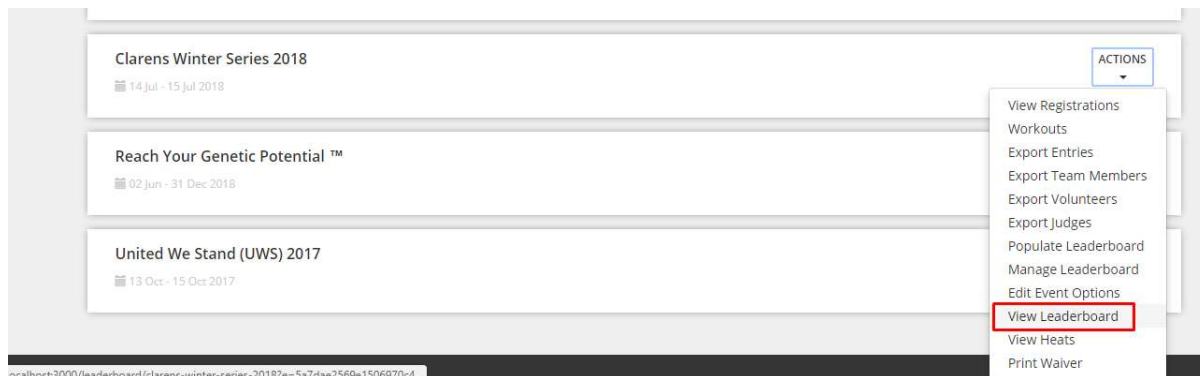 Clarens Winter Series 2018
ACTIONS
14 Jul - 15 Jul 2018
View Registrations
Workouts
Export Entries
Reach Your Genetic Potential ™
Export Team Members
02 Jun - 31 Dec 2018
Export Volunteers
Export Judges
Populate Leaderboard
United We Stand (UWS) 2017
Manage Leaderboard
13 Oct - 15 Oct 2017
Edit Event Options
View Leaderboard
View Heats
Print Waiver